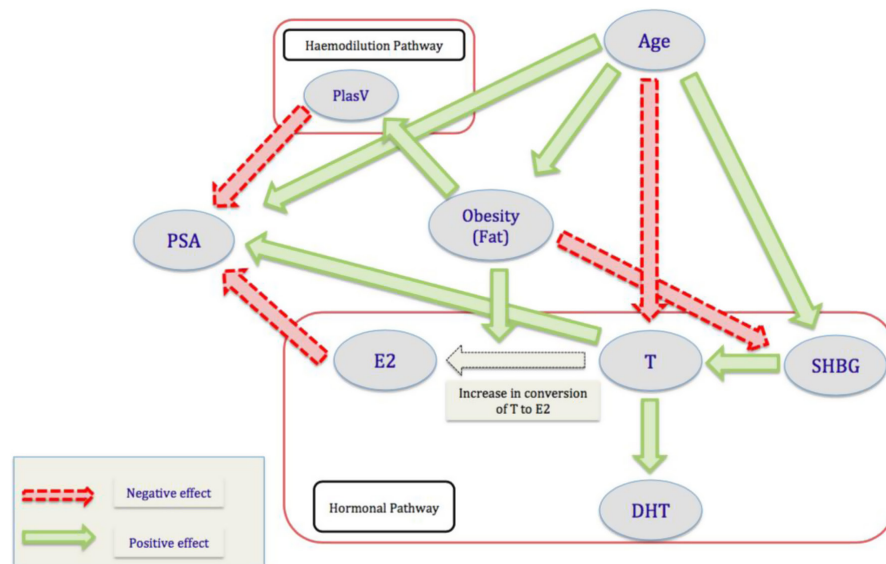 Haemodilution Pathway
Age
PlasV
Obesity
(Fat)
PSA
E2
T
SHBG
Increase in conversion
of T to E2
Negative effect
Hormonal Pathway
DHT
Positive effect